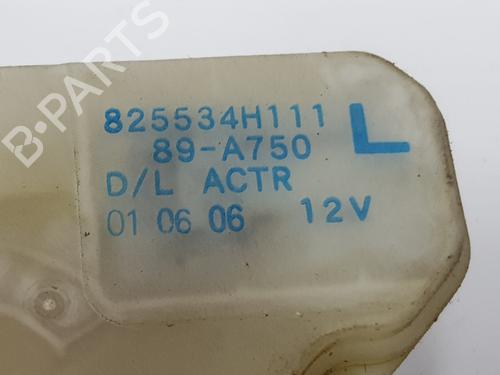 B-PARTS
825534H111
89-A750
L
D/L ACTR
01 06 06 12V